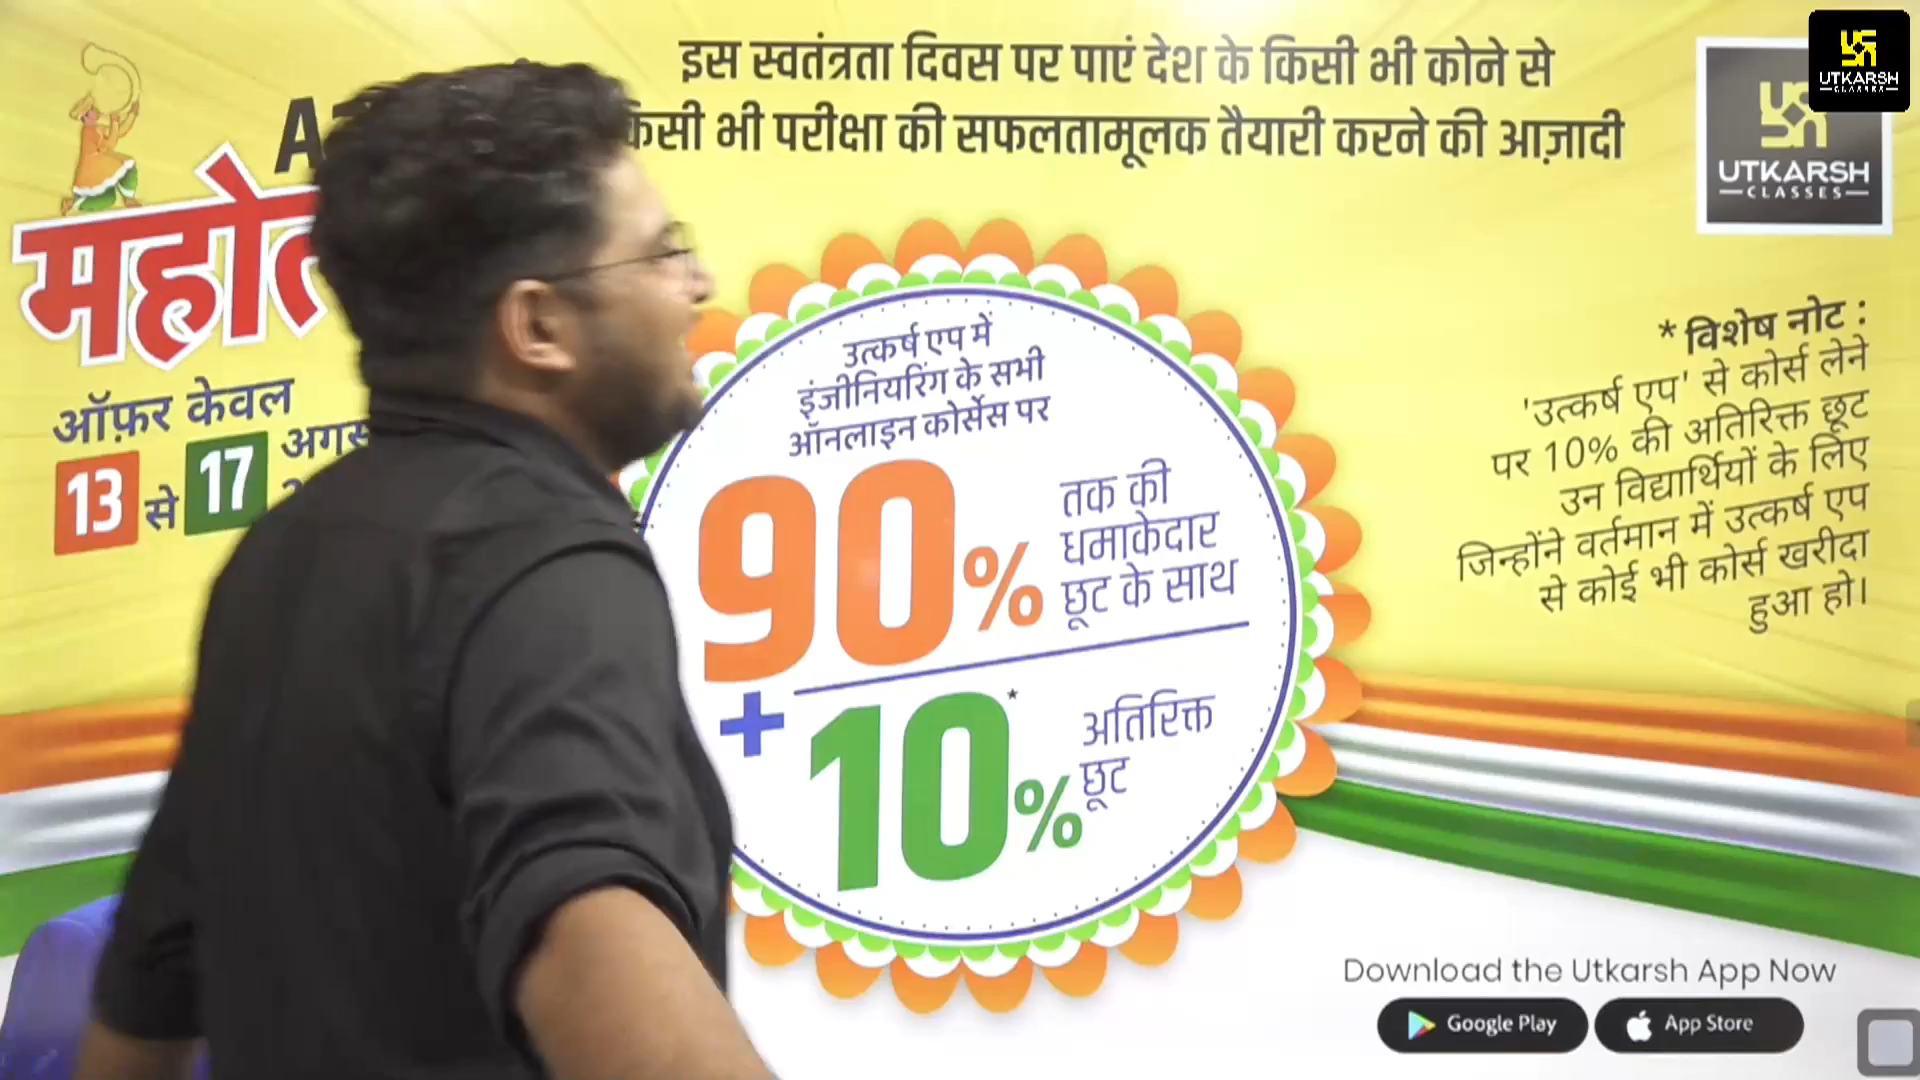 इस स्वतंत्रता दिवस पर पाएं देश के किसी भी कोने से
भी परीक्षा की सफलतामूलक तैयारी करने की आज़ादी
UTKARSH
CLASSES
UTKARSH
CLASSES
ऑफ़र केवल
13 से 17
उत्कर्ष एप में
इंजीनियरिंग के सभी
ऑनलाइन कोर्सेस पर
90% तक की
धमाकेदार
छूट के साथ
+ 10%* अतिरिक्त
छूट
* विशेष नोट :
'उत्कर्ष एप' से कोर्स लेने
पर 10% की अतिरिक्त छूट
उन विद्यार्थियों के लिए
जिन्होंने वर्तमान में उत्कर्ष एप
से कोई भी कोर्स खरीदा
हुआ हो।
Download the Utkarsh App Now
Google Play
App Store